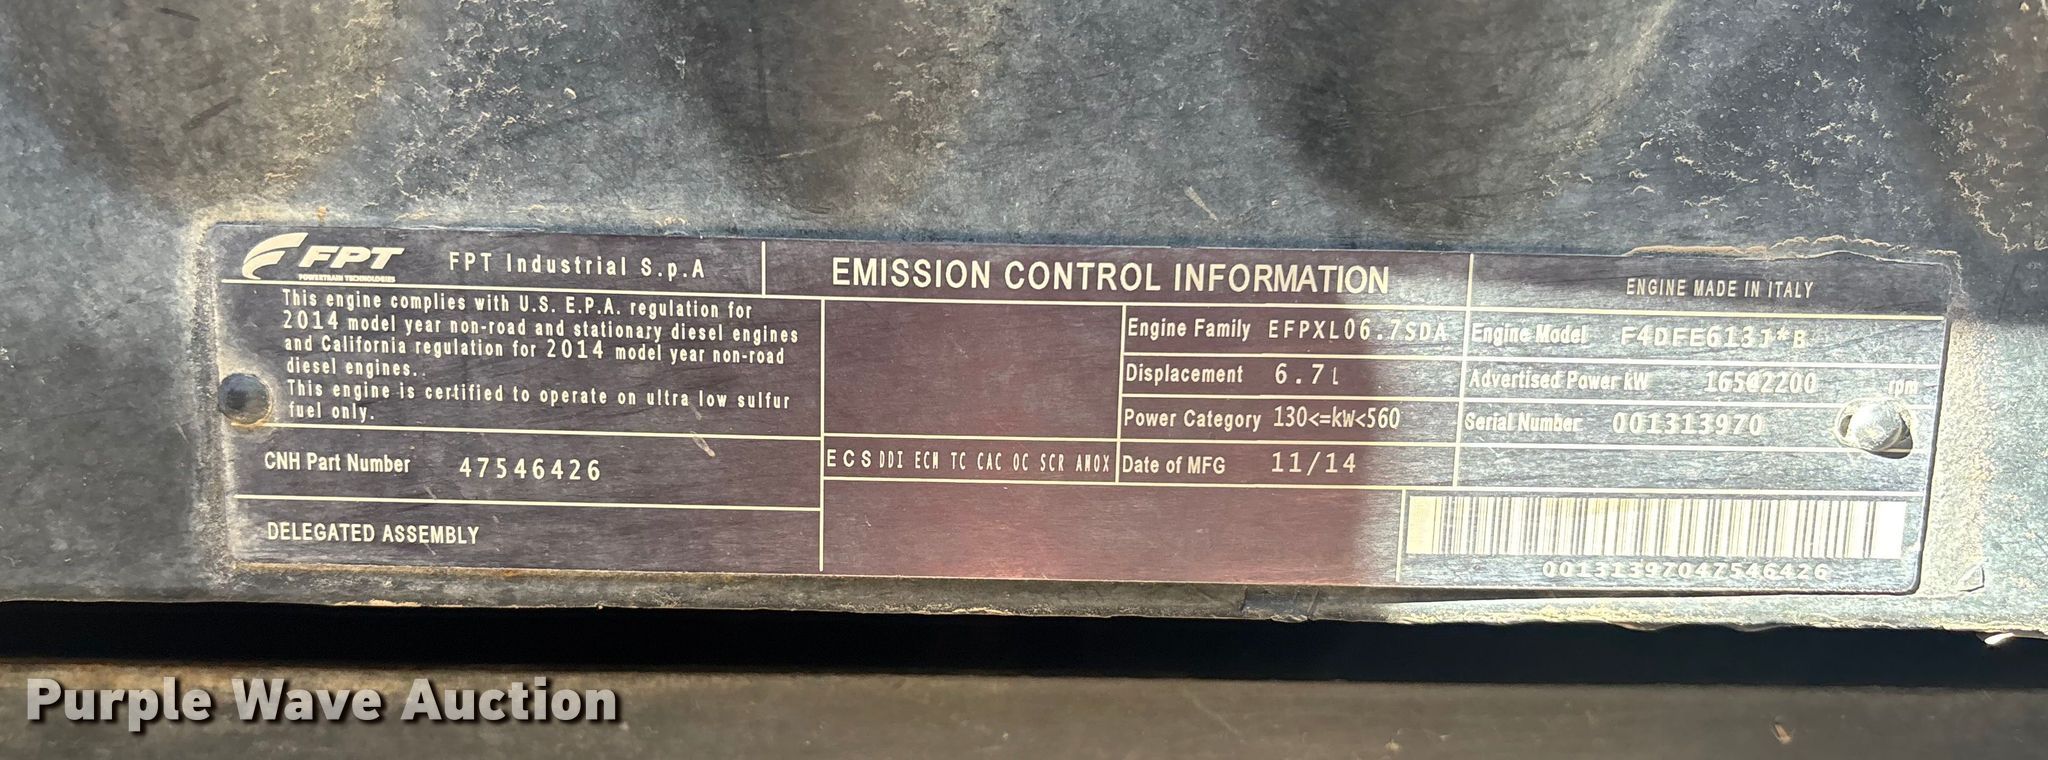 FPT
POWERTRAIN TECHNOLOGIES
FPT Industrial S.p.A
EMISSION CONTROL INFORMATION
ENGINE MADE IN ITALY
This engine complies with U.S. E.P.A. regulation for
2014 model year non-road and stationary diesel engines
and California regulation for 2014 model year non-road
diesel engines..
This engine is certified to operate on ultra low sulfur
fuel only.
CNH Part Number 47546426
DELEGATED ASSEMBLY
ECS DDI ECM TC CAC OC SCR AMOX
Engine Family EFPXL06.7SDA
Displacement 6.7L
Power Category 130<=kW<560
Date of MFG 11/14
Engine Model F4DFE613J*B
Advertised Power kW 165@2200 rpm
Serial Number 001313970
00131397047546426
Purple Wave Auction